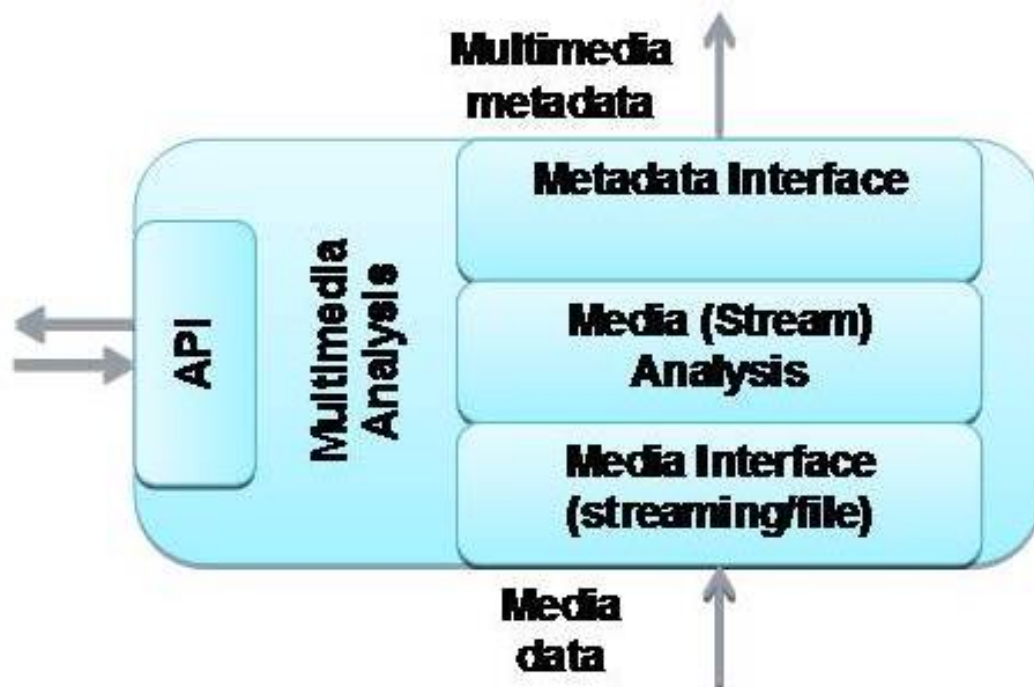 Multimedia
metadata
Metadata Interface
API
Multimedia
Analysis
Media (Stream)
Analysis
Media Interface
(streaming/file)
Media
data